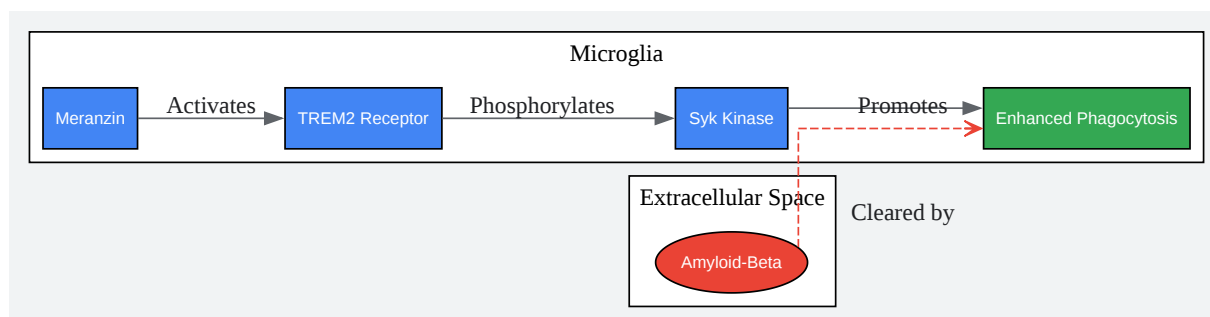 Microglia
Meranzin
Activates
TREM2 Receptor
Phosphorylates
Syk Kinase
Promotes
Enhanced Phagocytosis
Extracellular Space
Cleared by
Amyloid-Beta